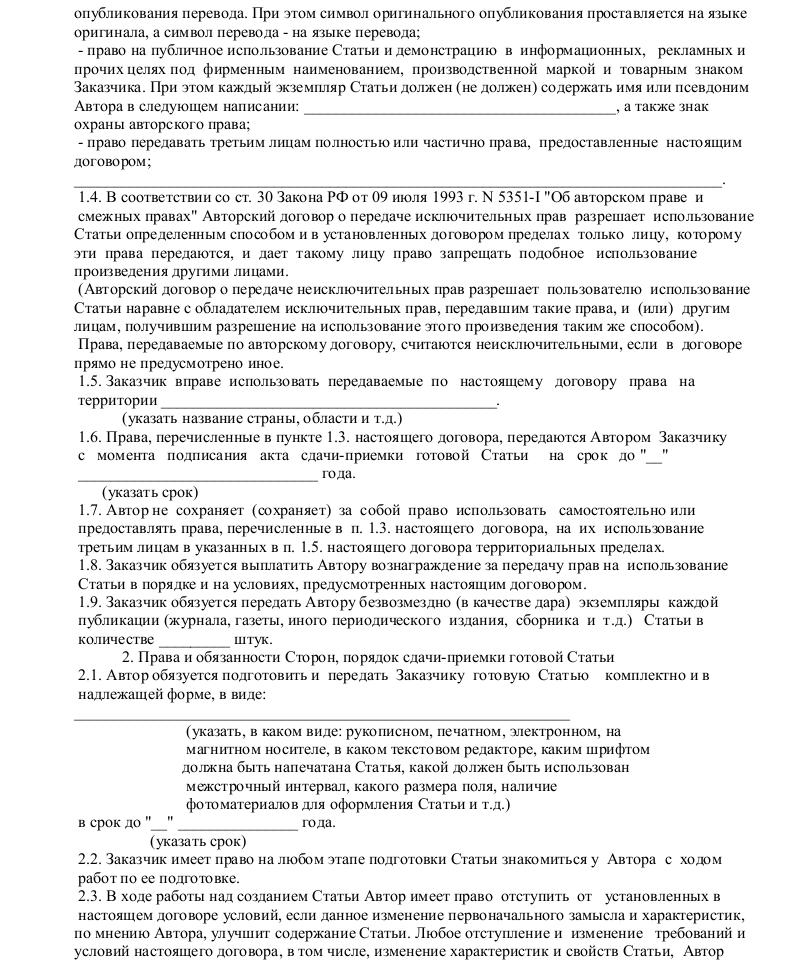 опубликования перевода. При этом символ оригинального опубликования проставляется на языке
оригинала, а символ перевода - на языке перевода;
- право на публичное использование Статьи и демонстрацию в информационных, рекламных и
прочих целях под фирменным наименованием, производственной маркой и товарным знаком
Заказчика. При этом каждый экземпляр Статьи должен (не должен) содержать имя или псевдоним
Автора в следующем написании: _______________________________________, а также знак
охраны авторского права;
- право передавать третьим лицам полностью или частично права, предоставленные настоящим
договором;
_________________________________________________________________________________.
1.4. В соответствии со ст. 30 Закона РФ от 09 июля 1993 г. N 5351-I "Об авторском праве и
смежных правах" Авторский договор о передаче исключительных прав разрешает использование
Статьи определенным способом и в установленных договором пределах только лицу, которому
эти права передаются, и дает такому лицу право запрещать подобное использование
произведения другими лицами.
(Авторский договор о передаче неисключительных прав разрешает пользователю использование
Статьи наравне с обладателем исключительных прав, передавшим такие права, и (или) другим
лицам, получившим разрешение на использование этого произведения таким же способом).
Права, передаваемые по авторскому договору, считаются неисключительными, если в договоре
прямо не предусмотрено иное.
1.5. Заказчик вправе использовать передаваемые по настоящему договору права на
территории __________________________________________.
(указать название страны, области и т.д.)
1.6. Права, перечисленные в пункте 1.3. настоящего договора, передаются Автором Заказчику
с момента подписания акта сдачи-приемки готовой Статьи на срок до "__"
______________________________ года.
(указать срок)
1.7. Автор не сохраняет (сохраняет) за собой право использовать самостоятельно или
предоставлять права, перечисленные в п. 1.3. настоящего договора, на их использование
третьим лицам в указанных в п. 1.5. настоящего договора территориальных пределах.
1.8. Заказчик обязуется выплатить Автору вознаграждение за передачу прав на использование
Статьи в порядке и на условиях, предусмотренных настоящим договором.
1.9. Заказчик обязуется передать Автору безвозмездно (в качестве дара) экземпляры каждой
публикации (журнала, газеты, иного периодического издания, сборника и т.д.) Статьи в
количестве _________ штук.
2. Права и обязанности Сторон, порядок сдачи-приемки готовой Статьи
2.1. Автор обязуется подготовить и передать Заказчику готовую Статью комплектно и в
надлежащей форме, в виде:
______________________________________________________________
(указать, в каком виде: рукописном, печатном, электронном, на
магнитном носителе, в каком текстовом редакторе, каким шрифтом
должна быть напечатана Статья, какой должен быть использован
межстрочный интервал, какого размера поля, наличие
фотоматериалов для оформления Статьи и т.д.)
в срок до "__" _______________ года.
(указать срок)
2.2. Заказчик имеет право на любом этапе подготовки Статьи знакомиться у Автора с ходом
работ по ее подготовке.
2.3. В ходе работы над созданием Статьи Автор имеет право отступить от установленных в
настоящем договоре условий, если данное изменение первоначального замысла и характеристик,
по мнению Автора, улучшит содержание Статьи. Любое отступление и изменение требований и
условий настоящего договора, в том числе, изменение характеристик и свойств Статьи, Автор